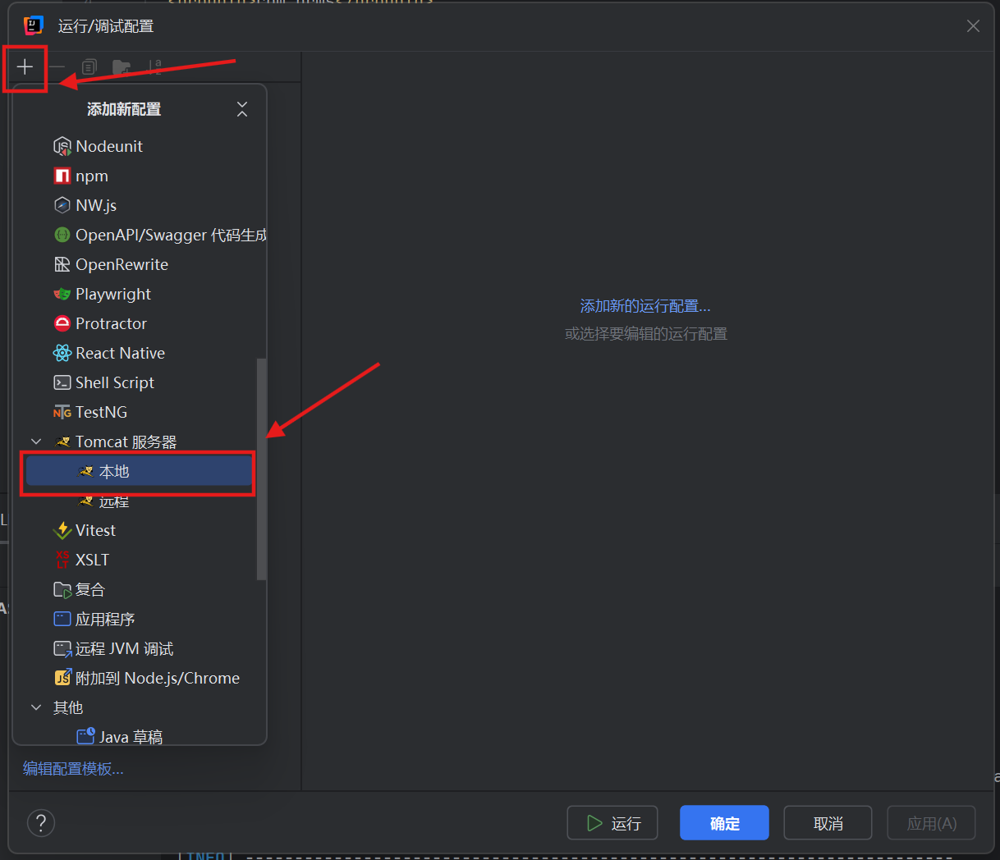 运行/调试配置
添加新配置
Nodeunit
npm
NW.js
OpenAPI/Swagger 代码生成
OpenRewrite
Playwright
Protractor
React Native
Shell Script
TestNG
Tomcat 服务器
本地
远程
Vitest
XSLT
复合
应用程序
远程 JVM 调试
附加到 Node.js/Chrome
其他
Java 草稿
编辑配置模板...
添加新的运行配置...
或选择要编辑的运行配置
运行
确定
取消
应用(A)